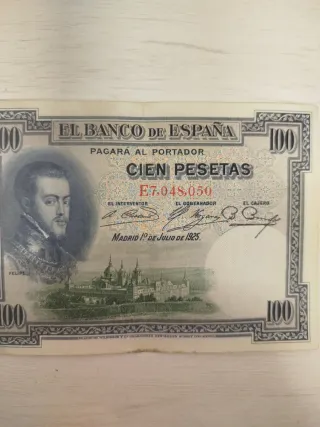 EL BANCO DE ESPAÑA
100 100
PAGARÁ AL PORTADOR
CIEN PESETAS
E7,048,050
EL INTERVENTOR EL GOBERNADOR EL CAJERO
MADRID 1º DE JULIO DE 1925.
100 100